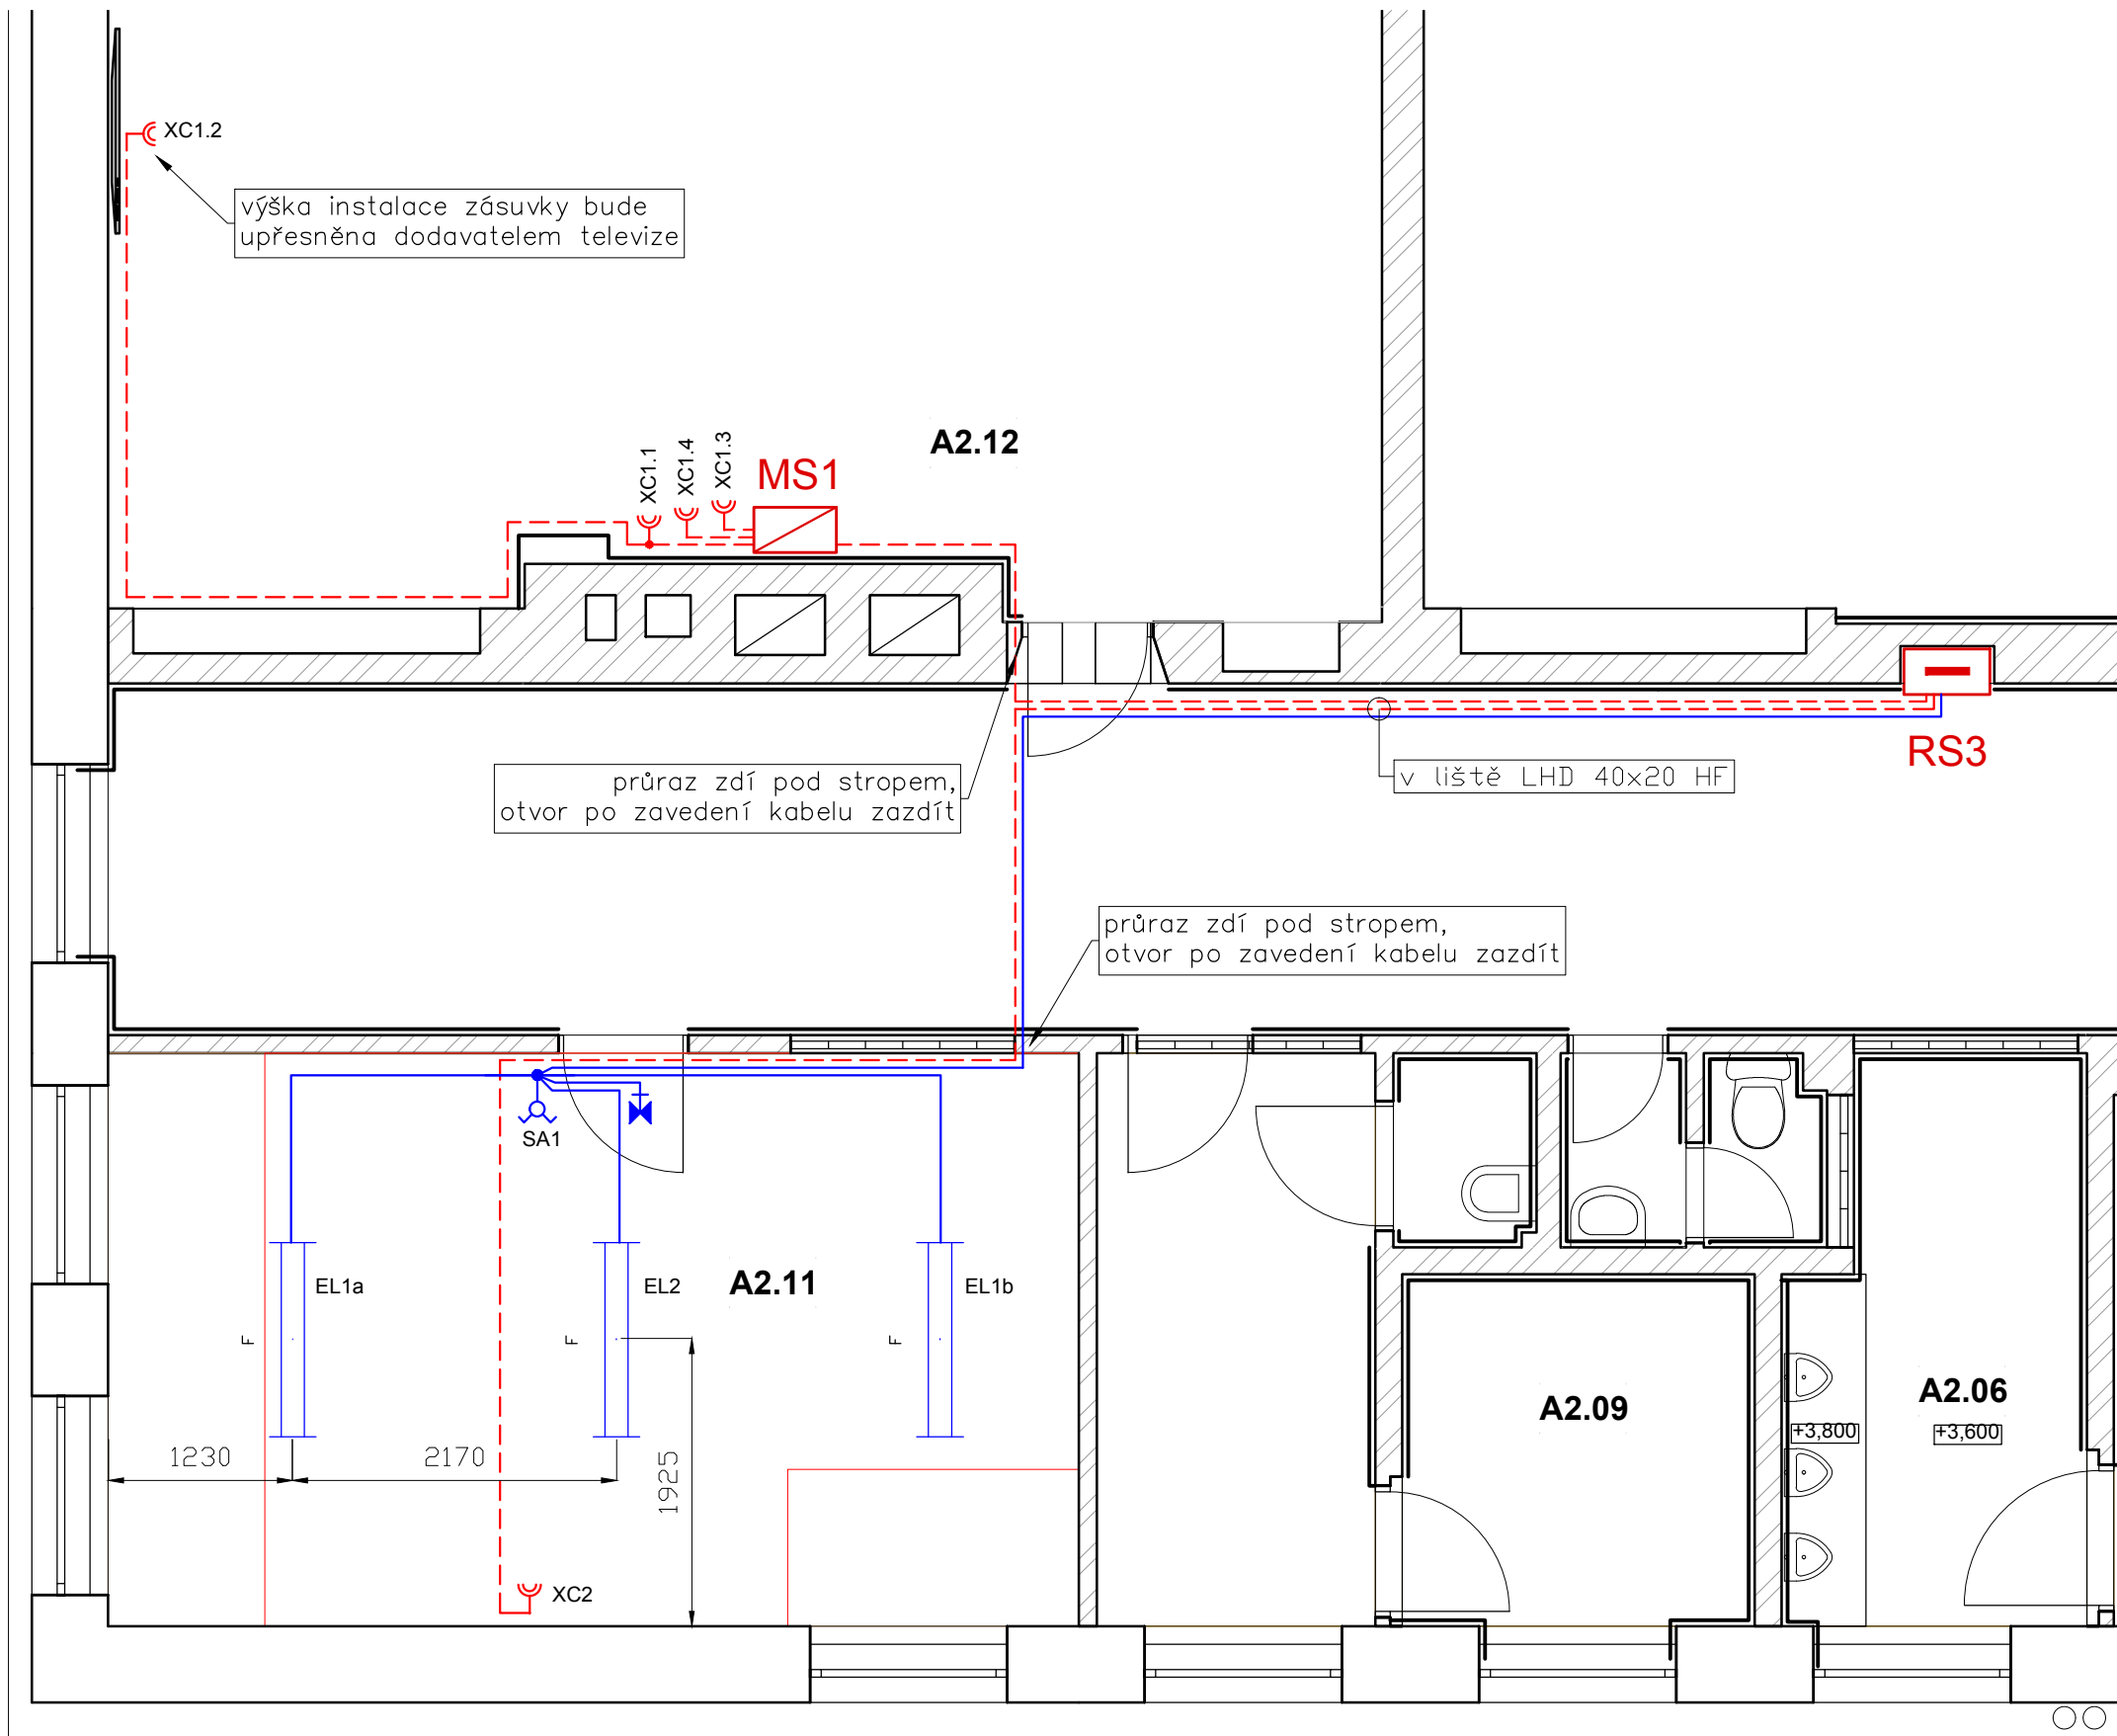 XC1.2
výška instalace zásuvky bude
upřesněna dodavatelem televize
XC1.1
XC1.4
XC1.3
MS1
A2.12
RS3
průraz zdí pod stropem,
otvor po zavedení kabelu zazdít
v liště LHD 40x20 HF
průraz zdí pod stropem,
otvor po zavedení kabelu zazdít
SA1
EL1a
EL2
A2.11
EL1b
F
F
F
A2.09
A2.06
+3,800
+3,600
1230
2170
1925
XC2